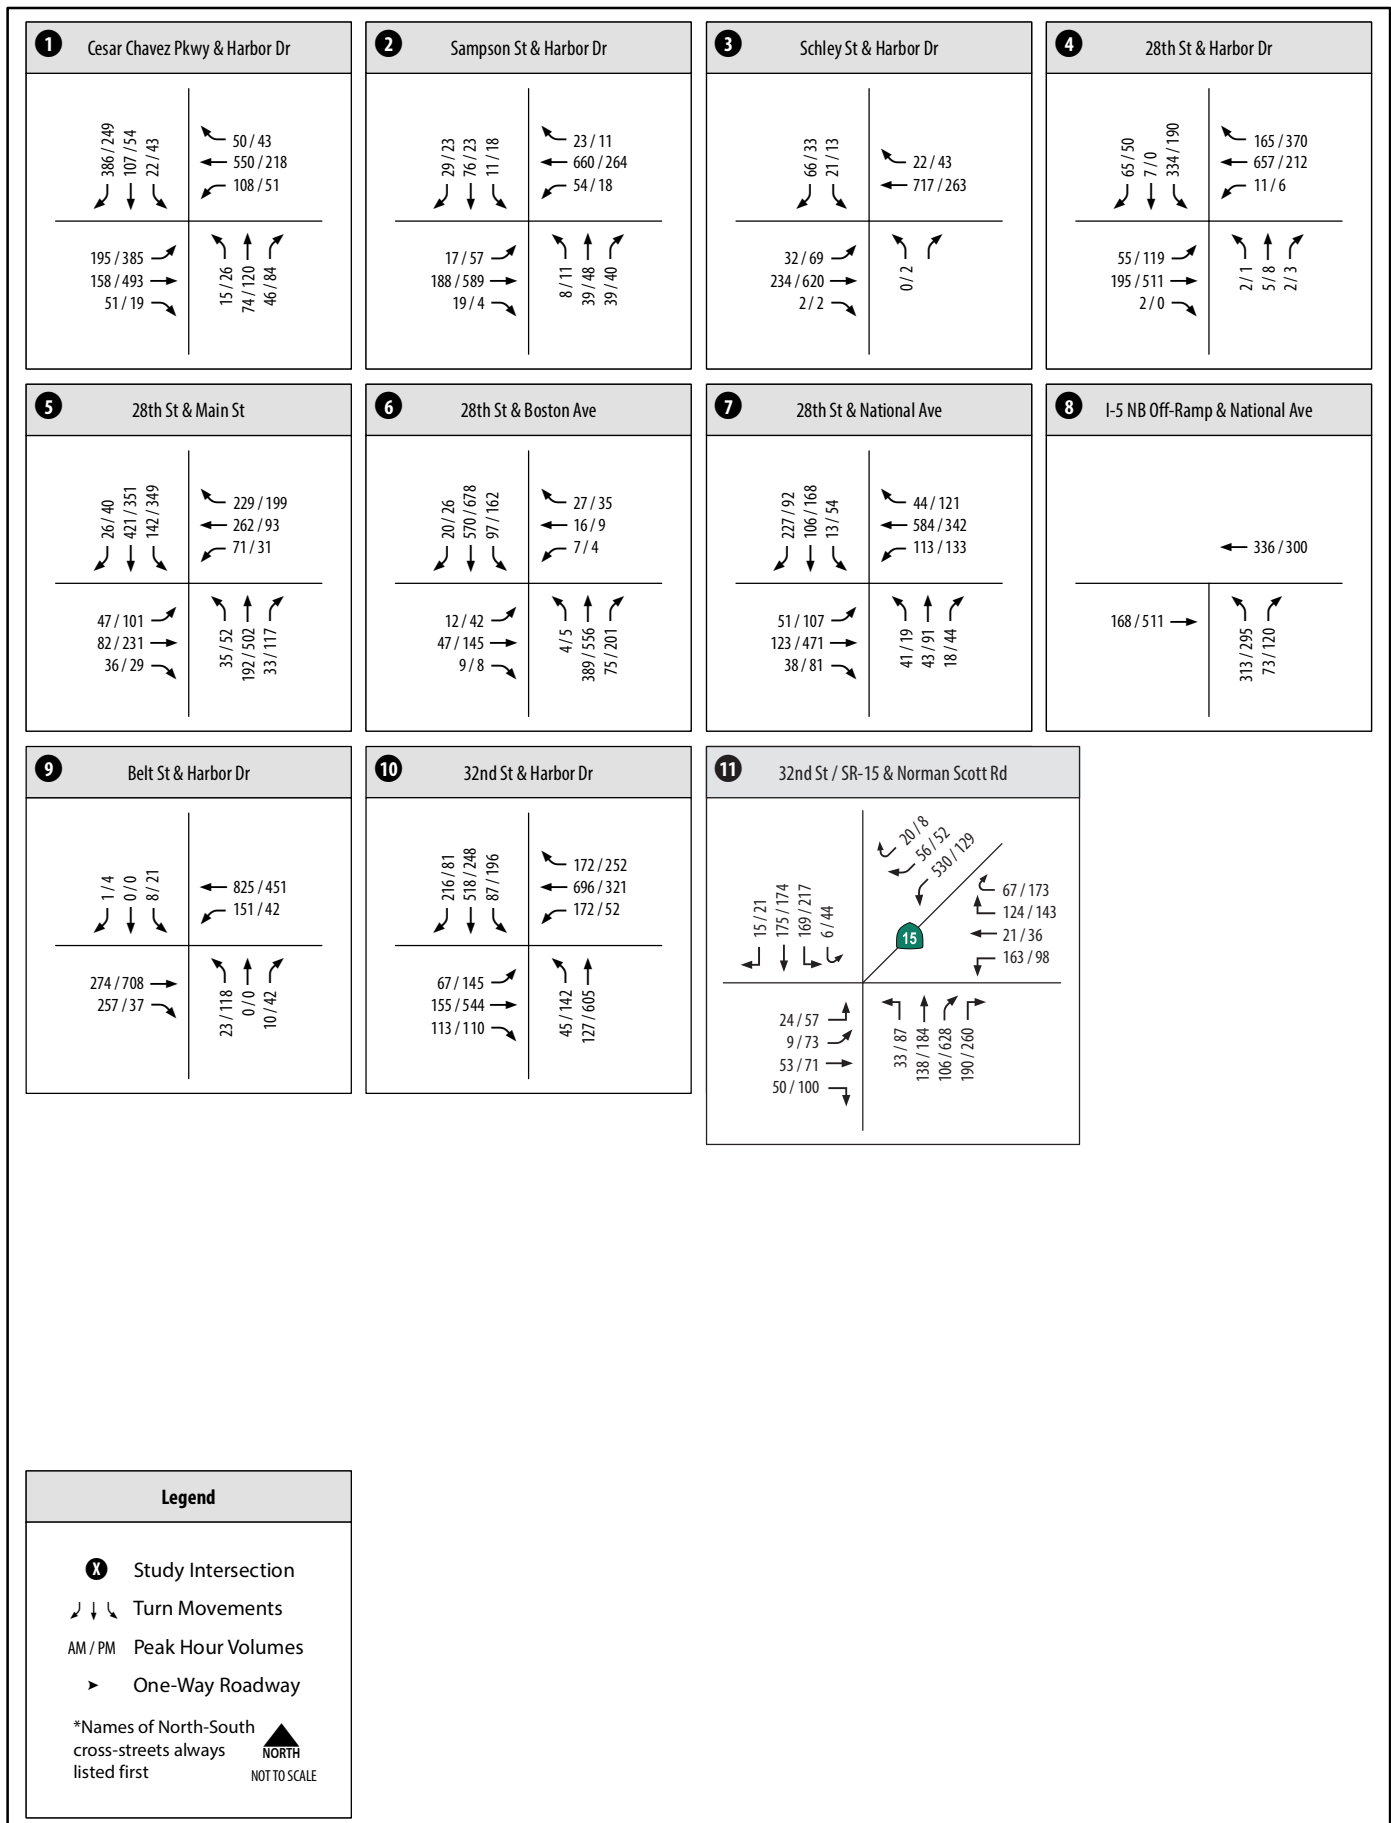 1 Cesar Chavez Pkwy & Harbor Dr
386 / 249
107 / 54
22 / 43
50 / 43
550 / 218
108 / 51
195 / 385
158 / 493
51 / 19
15 / 26
74 / 120
46 / 84
2 Sampson St & Harbor Dr
29 / 23
76 / 23
11 / 18
23 / 11
660 / 264
54 / 18
17 / 57
188 / 589
19 / 4
8 / 11
39 / 48
39 / 40
3 Schley St & Harbor Dr
66 / 33
21 / 13
22 / 43
717 / 263
32 / 69
234 / 620
2 / 2
0 / 2
4 28th St & Harbor Dr
65 / 50
7 / 0
334 / 190
165 / 370
657 / 212
11 / 6
55 / 119
195 / 511
2 / 0
2 / 1
5 / 8
2 / 3
5 28th St & Main St
26 / 40
421 / 351
142 / 349
229 / 199
262 / 93
71 / 31
47 / 101
82 / 231
36 / 29
35 / 52
192 / 502
33 / 117
6 28th St & Boston Ave
20 / 26
570 / 678
97 / 162
27 / 35
16 / 9
7 / 4
12 / 42
47 / 145
9 / 8
4 / 5
389 / 556
75 / 201
7 28th St & National Ave
227 / 92
106 / 168
13 / 54
44 / 121
584 / 342
113 / 133
51 / 107
123 / 471
38 / 81
41 / 19
43 / 91
18 / 44
8 I-5 NB Off-Ramp & National Ave
336 / 300
168 / 511
313 / 295
73 / 120
9 Belt St & Harbor Dr
1 / 4
0 / 0
8 / 21
825 / 451
151 / 42
274 / 708
257 / 37
23 / 118
0 / 0
10 / 42
10 32nd St & Harbor Dr
216 / 81
518 / 248
87 / 196
172 / 252
696 / 321
172 / 52
67 / 145
155 / 544
113 / 110
45 / 142
127 / 605
11 32nd St / SR-15 & Norman Scott Rd
15 / 21
175 / 174
169 / 217
6 / 44
20 / 8
56 / 52
530 / 129
15
67 / 173
124 / 143
21 / 36
163 / 98
24 / 57
9 / 73
53 / 71
50 / 100
33 / 87
138 / 184
106 / 628
190 / 260
Legend
X Study Intersection
Turn Movements
AM / PM Peak Hour Volumes
One-Way Roadway
*Names of North-South
cross-streets always
listed first
NORTH
NOT TO SCALE